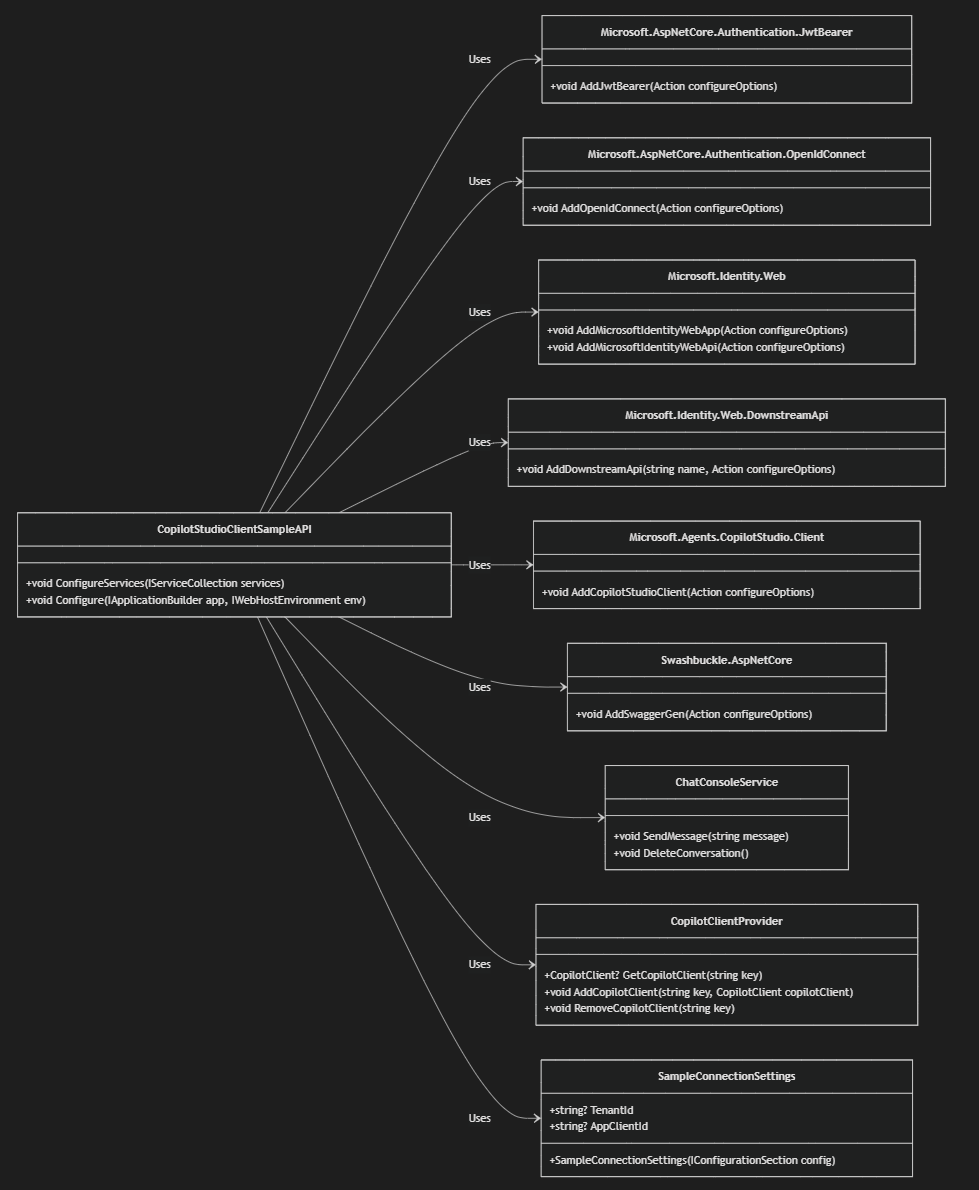 Microsoft.AspNetCore.Authentication.JwtBearer
Uses
+void AddJwtBearer(Action configureOptions)
Microsoft.AspNetCore.Authentication.OpenIdConnect
Uses
+void AddOpenIdConnect(Action configureOptions)
Microsoft.Identity.Web
Uses
+void AddMicrosoftIdentityWebApp(Action configureOptions)
+void AddMicrosoftIdentityWebApi(Action configureOptions)
Microsoft.Identity.Web.DownstreamApi
Uses
+void AddDownstreamApi(string name, Action configureOptions)
CopilotStudioClientSampleAPI
+void ConfigureServices(IServiceCollection services)
+void Configure(IApplicationBuilder app, IWebHostEnvironment env)
Microsoft.Agents.CopilotStudio.Client
Uses
+void AddCopilotStudioClient(Action configureOptions)
Swashbuckle.AspNetCore
Uses
+void AddSwaggerGen(Action configureOptions)
ChatConsoleService
Uses
+void SendMessage(string message)
+void DeleteConversation()
CopilotClientProvider
Uses
+CopilotClient? GetCopilotClient(string key)
+void AddCopilotClient(string key, CopilotClient copilotClient)
+void RemoveCopilotClient(string key)
SampleConnectionSettings
+string? TenantId
Uses
+string? AppClientId
+SampleConnectionSettings(IConfigurationSection config)